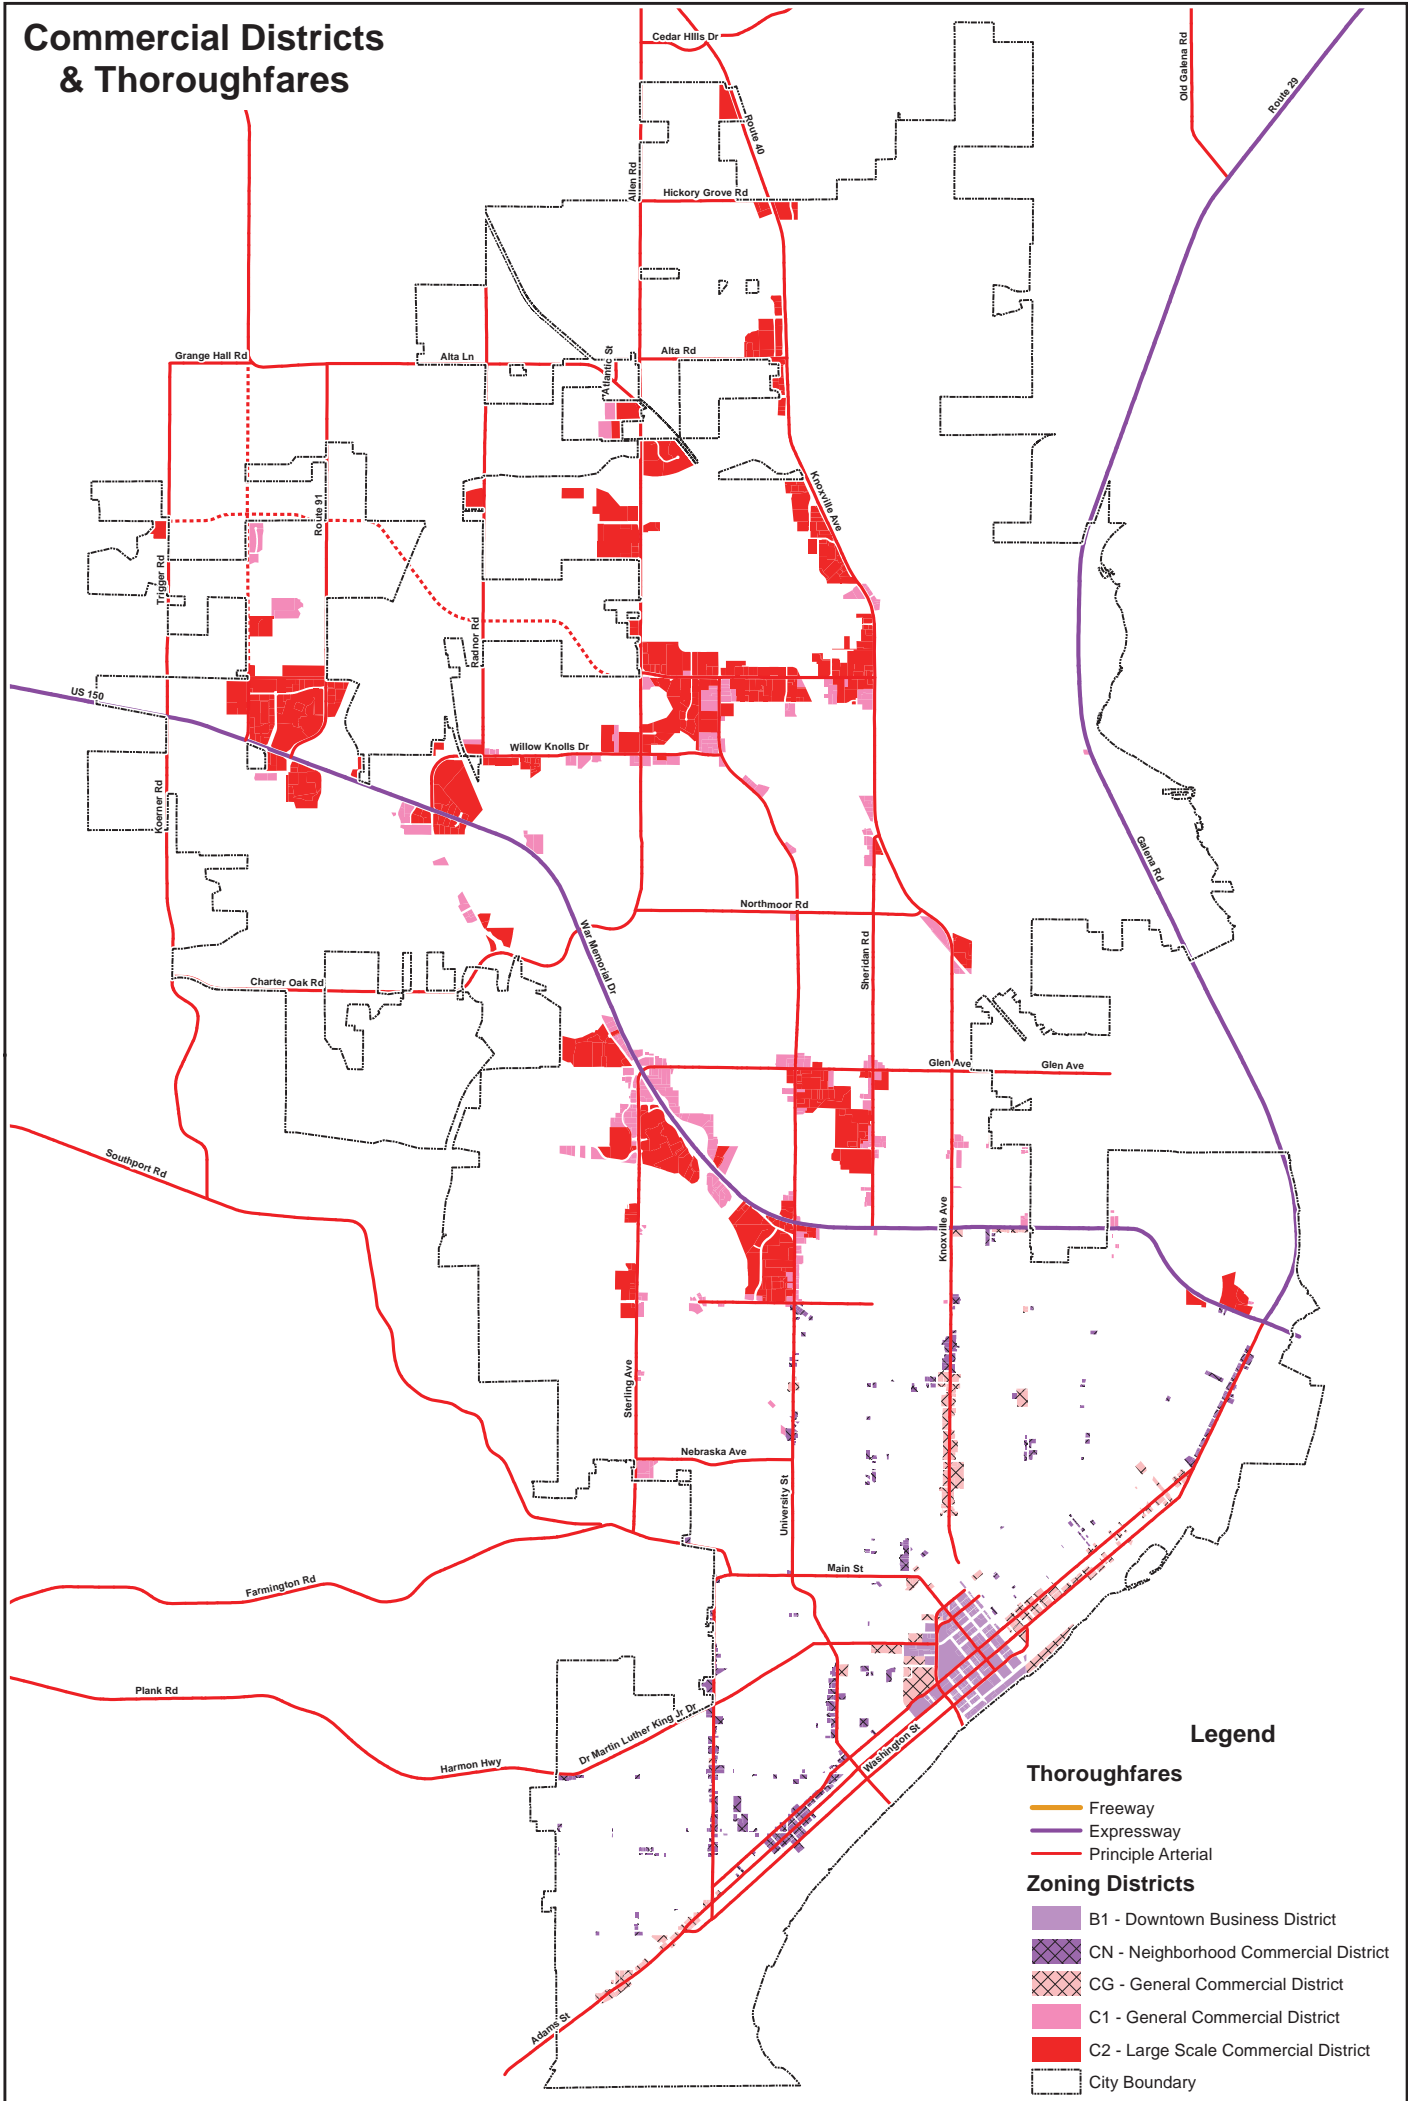 Commercial Districts
& Thoroughfares
Cedar HIlls Dr
Old Galena Rd
Route 29
Route 40
Allen Rd
Hickory Grove Rd
Grange Hall Rd
Alta Ln
Atlantic St
Alta Rd
Route 91
Knoxville Ave
Trigger Rd
Radnor Rd
US 150
Willow Knolls Dr
Koerner Rd
Galena Rd
Northmoor Rd
War Memorial Dr
Sheridan Rd
Charter Oak Rd
Glen Ave
Glen Ave
Southport Rd
Knoxville Ave
Sterling Ave
Nebraska Ave
University St
Main St
Farmington Rd
Plank Rd
Dr Martin Luther King Jr Dr
Harmon Hwy
Washington St
Adams St
Legend
Thoroughfares
Freeway
Expressway
Principle Arterial
Zoning Districts
B1 - Downtown Business District
CN - Neighborhood Commercial District
CG - General Commercial District
C1 - General Commercial District
C2 - Large Scale Commercial District
City Boundary